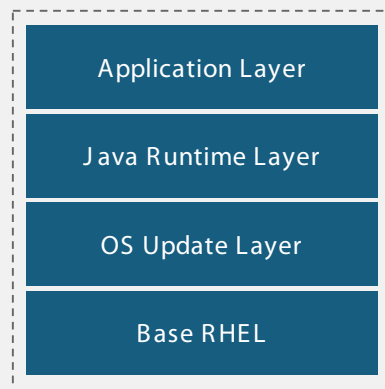 Application Layer
Java Runtime Layer
OS Update Layer
Base RHEL